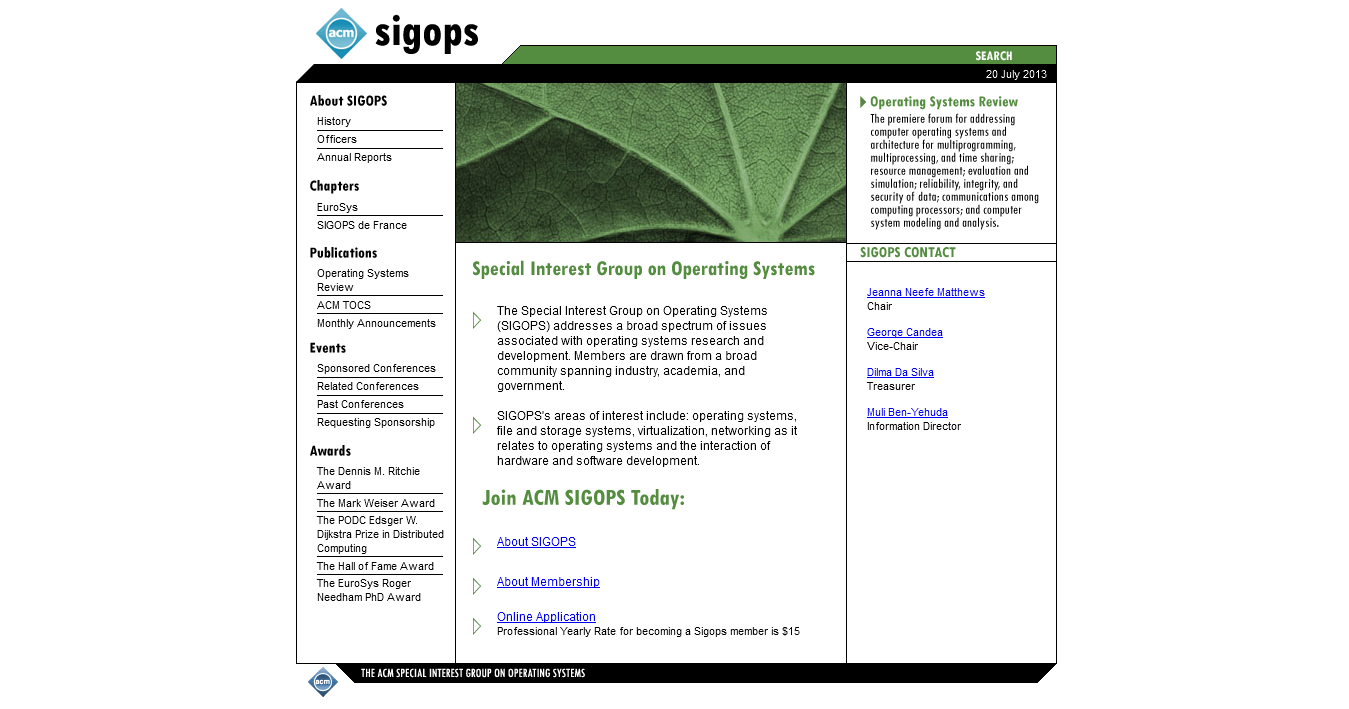 acm sigops
SEARCH
20 July 2013
About SIGOPS
History
Officers
Annual Reports
Chapters
EuroSys
SIGOPS de France
Publications
Operating Systems
Review
ACM TOCS
Monthly Announcements
Events
Sponsored Conferences
Related Conferences
Past Conferences
Requesting Sponsorship
Awards
The Dennis M. Ritchie
Award
The Mark Weiser Award
The PODC Edsger W.
Dijkstra Prize in Distributed
Computing
The Hall of Fame Award
The EuroSys Roger
Needham PhD Award
Special Interest Group on Operating Systems
The Special Interest Group on Operating Systems
(SIGOPS) addresses a broad spectrum of issues
associated with operating systems research and
development. Members are drawn from a broad
community spanning industry, academia, and
government.
SIGOPS's areas of interest include: operating systems,
file and storage systems, virtualization, networking as it
relates to operating systems and the interaction of
hardware and software development.
Join ACM SIGOPS Today:
About SIGOPS
About Membership
Online Application
Professional Yearly Rate for becoming a Sigops member is $15
Operating Systems Review
The premiere forum for addressing
computer operating systems and
architecture for multiprogramming,
multiprocessing, and time sharing;
resource management; evaluation and
simulation; reliability, integrity, and
security of data; communications among
computing processors; and computer
system modeling and analysis.
SIGOPS CONTACT
Jeanna Neefe Matthews
Chair
George Candea
Vice-Chair
Dilma Da Silva
Treasurer
Muli Ben-Yehuda
Information Director
acm THE ACM SPECIAL INTEREST GROUP ON OPERATING SYSTEMS